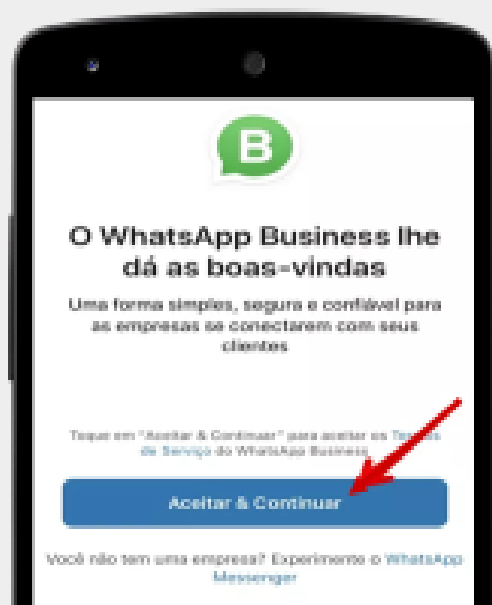 B
O WhatsApp Business lhe
dá as boas-vindas
Uma forma simples, segura e confiável para
as empresas se conectarem com seus
clientes
Toque em "Aceitar & Continuar" para aceitar os
de Serviço do WhatsApp Business
Aceitar & Continuar
Você não tem uma empresa? Experimente o WhatsApp
Messenger